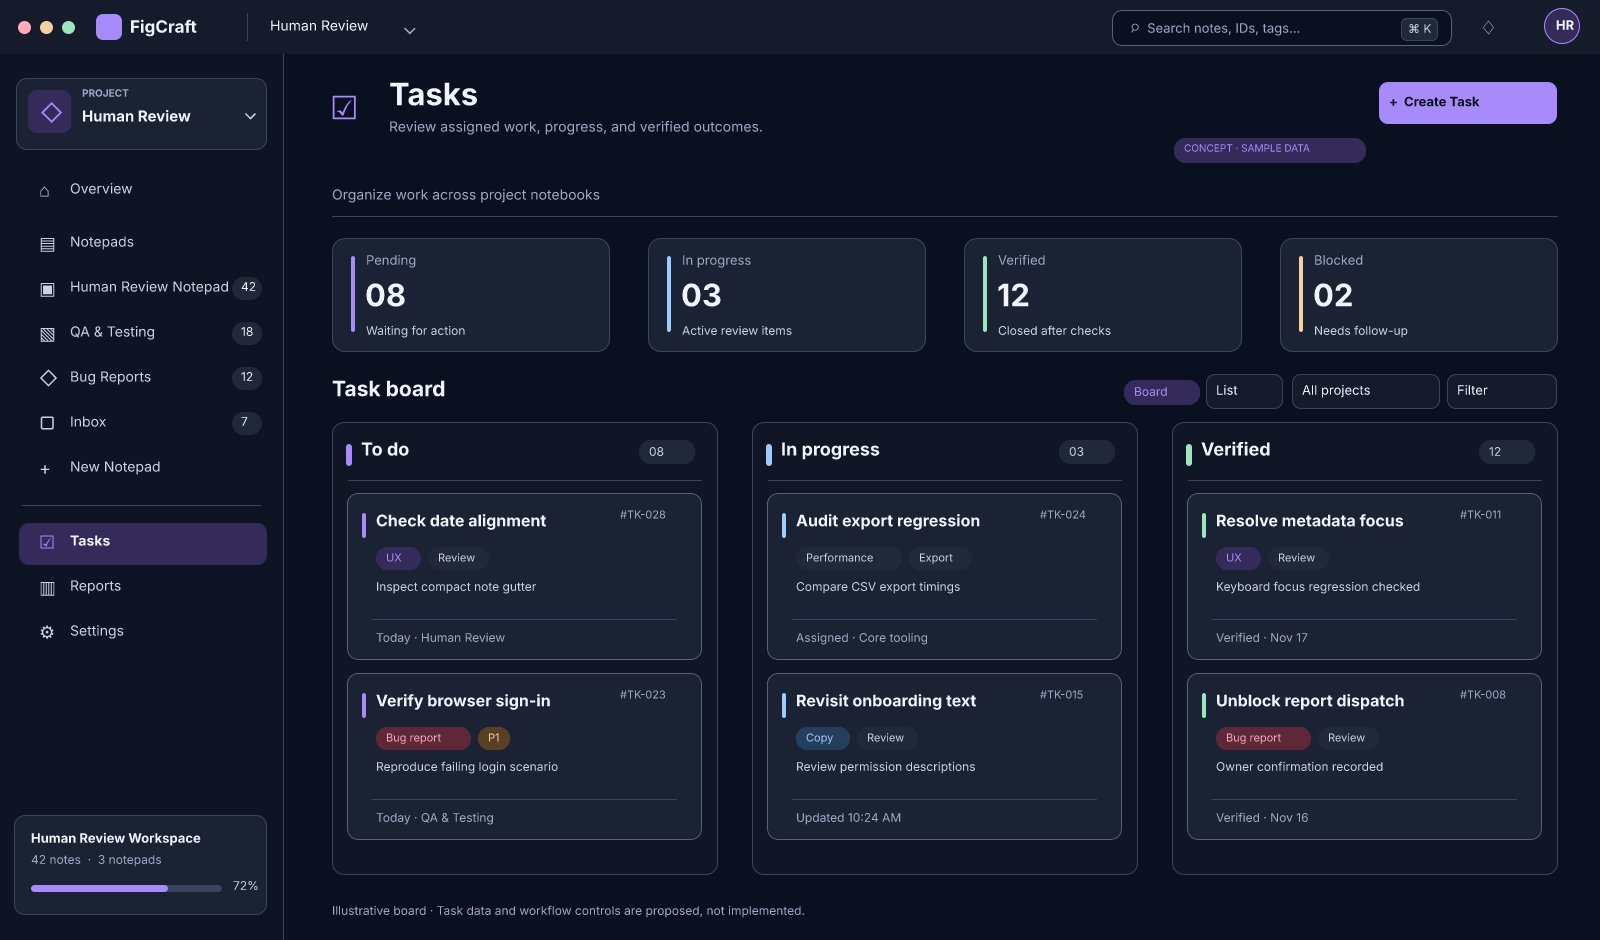 FigCraft
Human Review
Search notes, IDs, tags...
⌘ K
HR
PROJECT
Human Review
Overview
Notepads
Human Review Notepad 42
QA & Testing 18
Bug Reports 12
Inbox 7
+ New Notepad
Tasks
Reports
Settings
Human Review Workspace
42 notes · 3 notepads
72%
Tasks
Review assigned work, progress, and verified outcomes.
+ Create Task
CONCEPT · SAMPLE DATA
Organize work across project notebooks
Pending
08
Waiting for action
In progress
03
Active review items
Verified
12
Closed after checks
Blocked
02
Needs follow-up
Task board
Board
List
All projects
Filter
To do 08
Check date alignment #TK-028
UX Review
Inspect compact note gutter
Today · Human Review
Verify browser sign-in #TK-023
Bug report P1
Reproduce failing login scenario
Today · QA & Testing
In progress 03
Audit export regression #TK-024
Performance Export
Compare CSV export timings
Assigned · Core tooling
Revisit onboarding text #TK-015
Copy Review
Review permission descriptions
Updated 10:24 AM
Verified 12
Resolve metadata focus #TK-011
UX Review
Keyboard focus regression checked
Verified · Nov 17
Unblock report dispatch #TK-008
Bug report Review
Owner confirmation recorded
Verified · Nov 16
Illustrative board · Task data and workflow controls are proposed, not implemented.